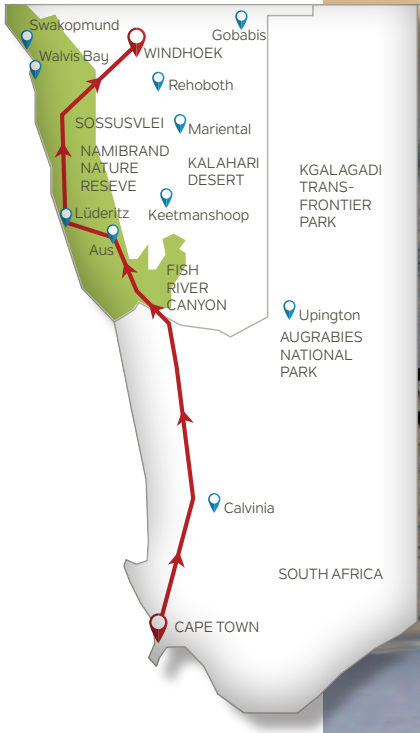 Swakopmund
Gobabis
WINDHOEK
Walvis Bay
Rehoboth
SOSSUSVLEI
Mariental
NAMIBRAND
NATURE
RESEVE
KALAHARI
DESERT
KGALAGADI
TRANS-
FRONTIER
PARK
Lüderitz
Keetmanshoop
Aus
FISH
RIVER
CANYON
Upington
AUGRABIES
NATIONAL
PARK
Calvinia
SOUTH AFRICA
CAPE TOWN